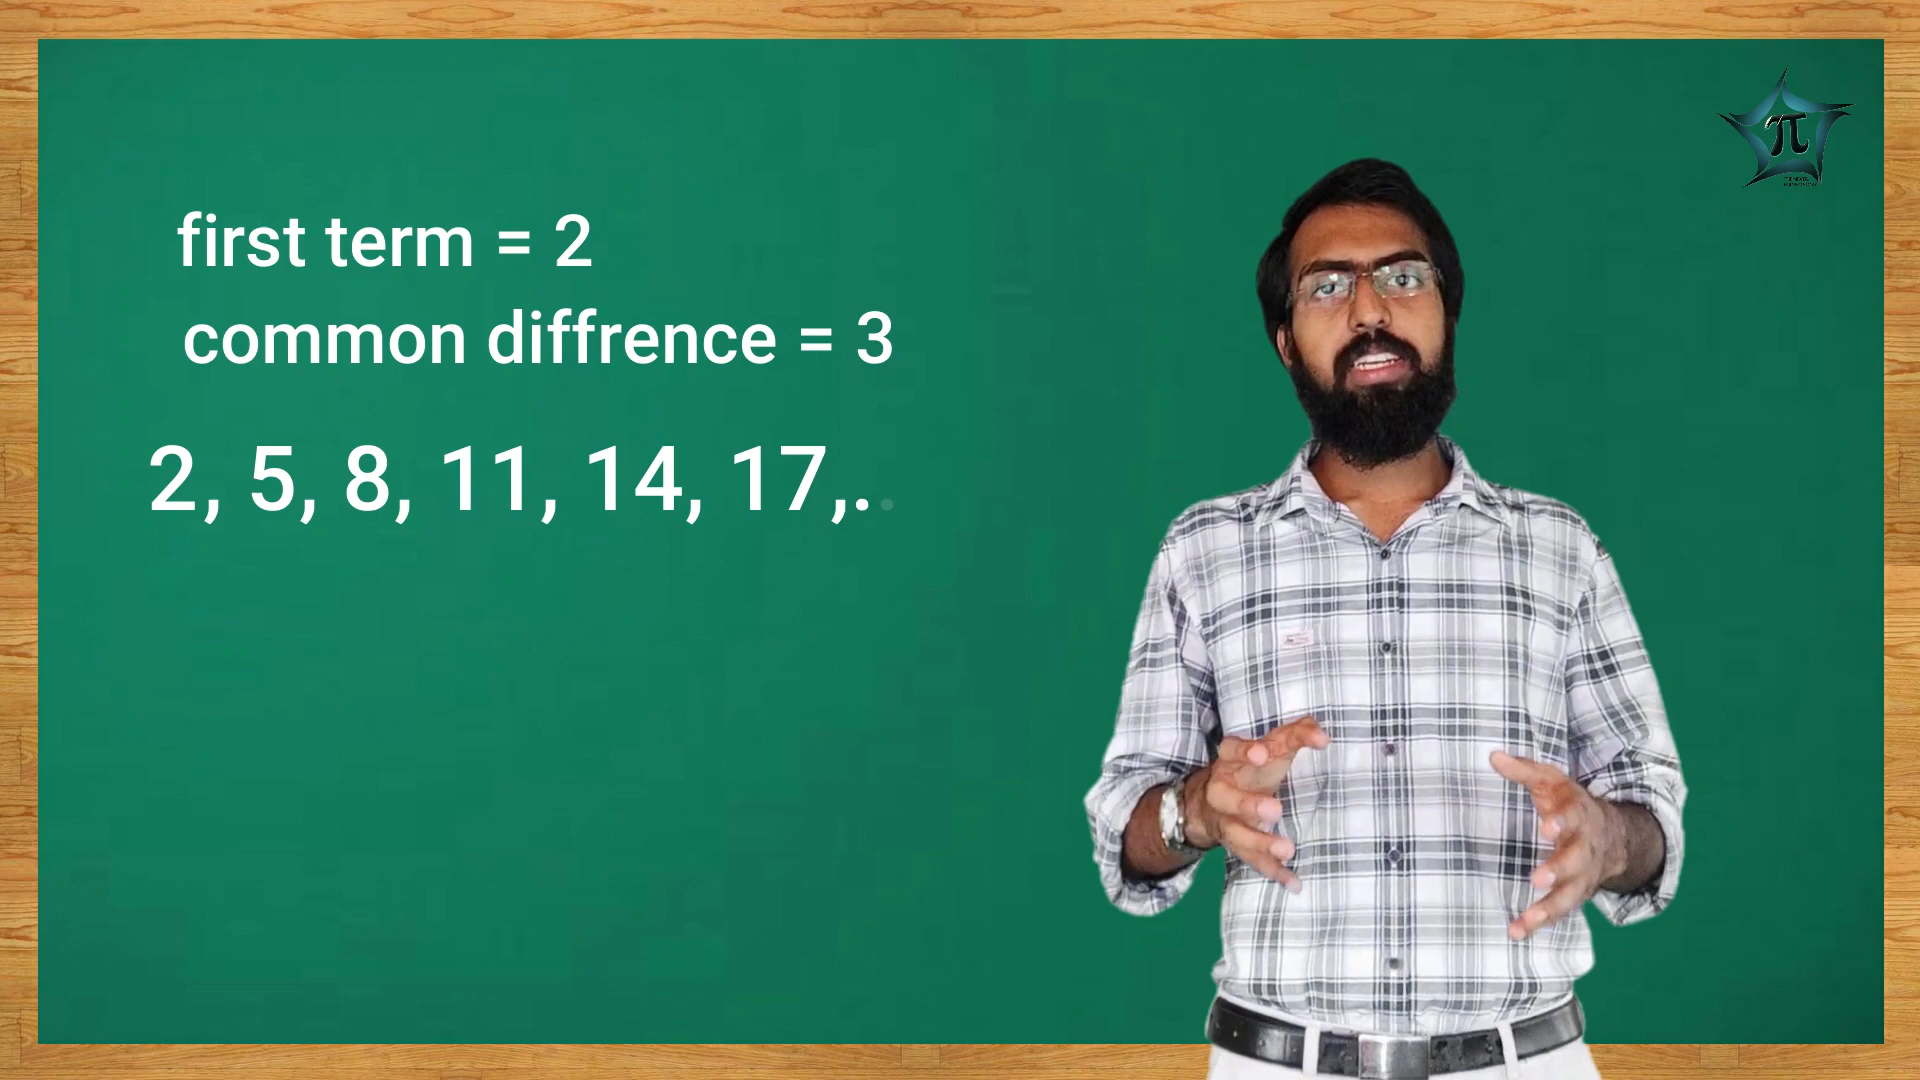 π
first term = 2
common diffrence = 3
2, 5, 8, 11, 14, 17,..